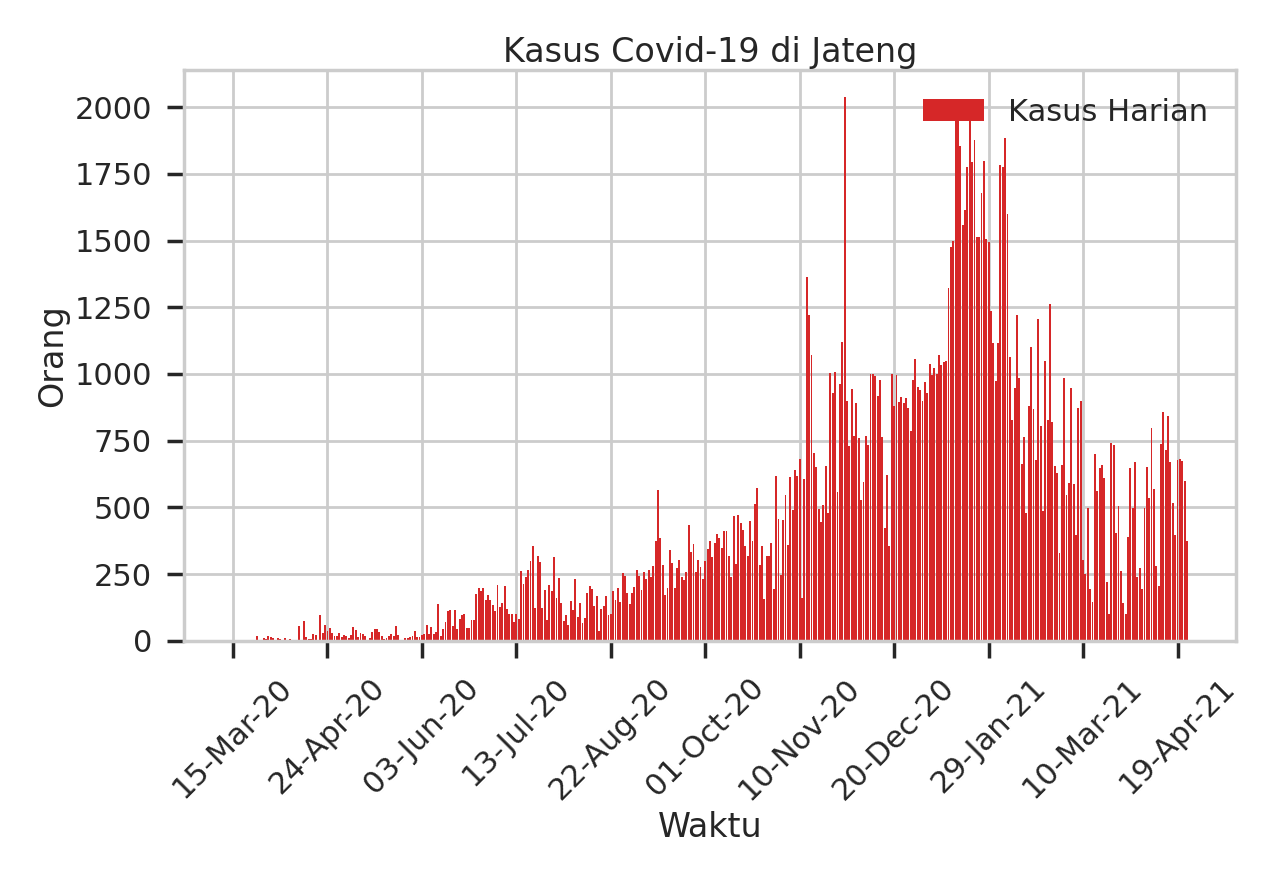 Kasus Covid-19 di Jateng
Kasus Harian
Orang
2000
1750
1500
1250
1000
750
500
250
0
15-Mar-20
24-Apr-20
03-Jun-20
13-Jul-20
22-Aug-20
01-Oct-20
10-Nov-20
20-Dec-20
29-Jan-21
10-Mar-21
19-Apr-21
Waktu